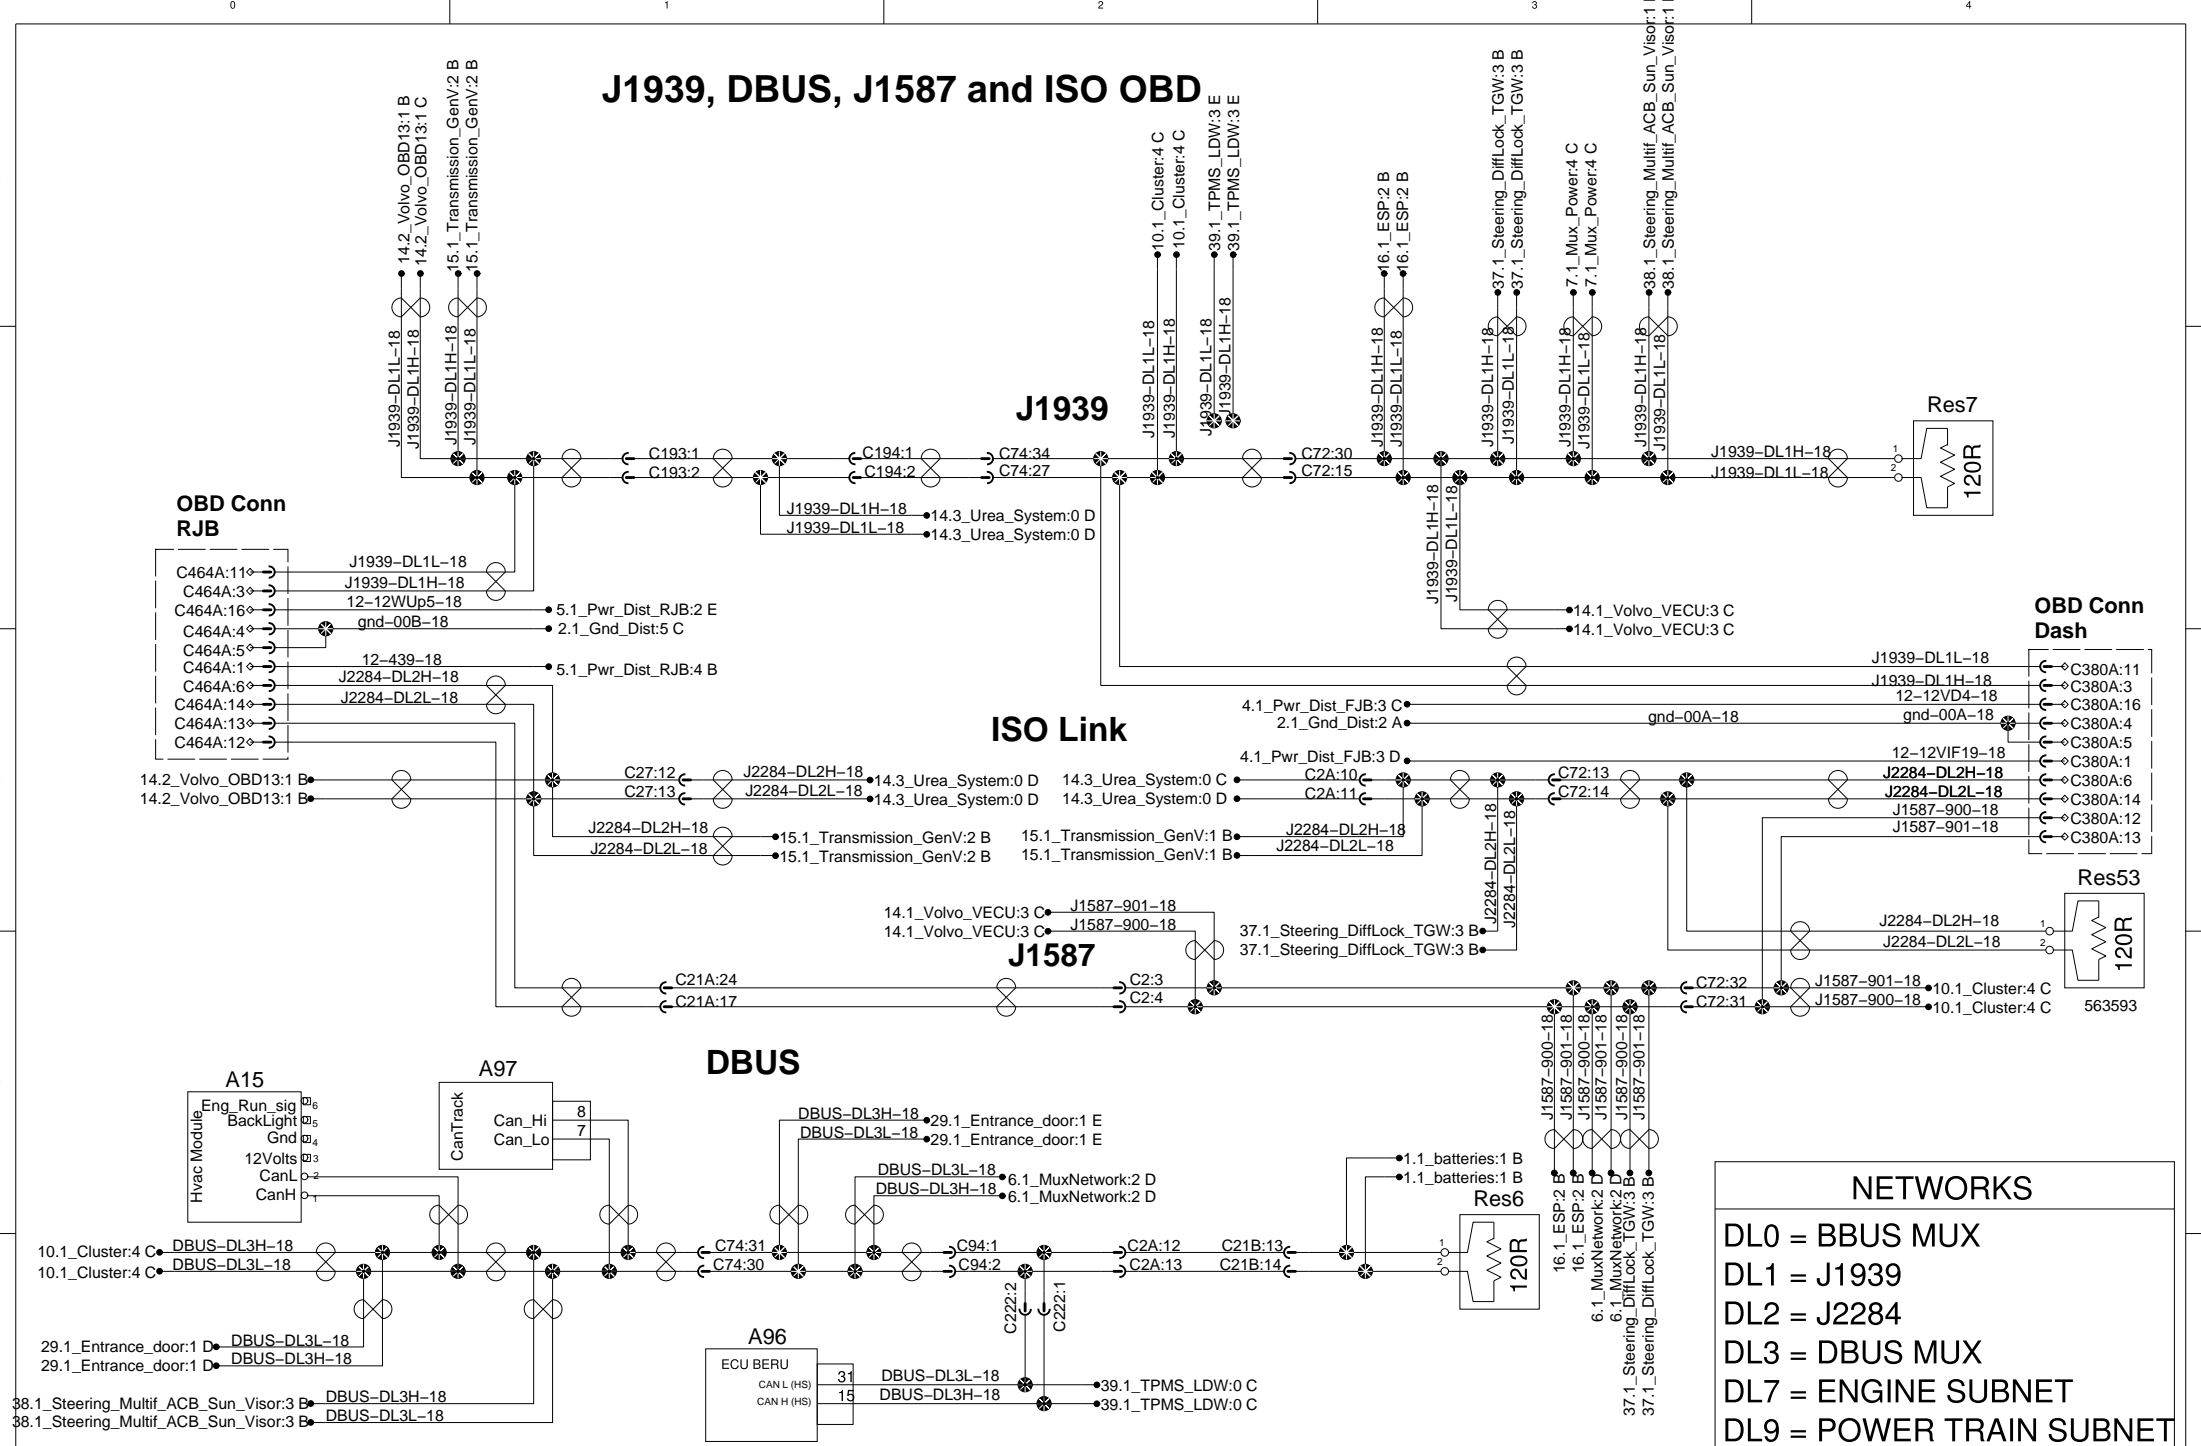 0
1
2
3
4
J1939, DBUS, J1587 and ISO OBD
14.2_Volvo_OBD13:1 B
14.2_Volvo_OBD13:1 C
15.1_Transmission_GenV:2 B
15.1_Transmission_GenV:2 B
10.1_Cluster:4 C
10.1_Cluster:4 C
39.1_TPMS_LDW:3 E
39.1_TPMS_LDW:3 E
16.1_ESP:2 B
16.1_ESP:2 B
37.1_Steering_DiffLock_TGW:3 B
37.1_Steering_DiffLock_TGW:3 B
7.1_Mux_Power:4 C
7.1_Mux_Power:4 C
38.1_Steering_Multif_ACB_Sun_Visor:1
38.1_Steering_Multif_ACB_Sun_Visor:1
J1939-DL1L-18
J1939-DL1H-18
J1939-DL1H-18
J1939-DL1L-18
J1939-DL1L-18
J1939-DL1H-18
J1939-DL1L-18
J1939-DL1H-18
J1939-DL1H-18
J1939-DL1L-18
J1939-DL1H-18
J1939-DL1L-18
J1939-DL1H-18
J1939-DL1L-18
J1939-DL1H-18
J1939-DL1L-18
J1939
Res7
120R
C193:1
C194:1
C74:34
C72:30
J1939-DL1H-18
1
C193:2
C194:2
C74:27
C72:15
J1939-DL1L-18
2
J1939-DL1H-18
14.3_Urea_System:0 D
J1939-DL1L-18
14.3_Urea_System:0 D
J1939-DL1H-18
J1939-DL1L-18
14.1_Volvo_VECU:3 C
14.1_Volvo_VECU:3 C
OBD Conn
RJB
C464A:11
J1939-DL1L-18
C464A:3
J1939-DL1H-18
C464A:16
12-12WUp5-18
5.1_Pwr_Dist_RJB:2 E
C464A:4
gnd-00B-18
2.1_Gnd_Dist:5 C
C464A:5
C464A:1
12-439-18
5.1_Pwr_Dist_RJB:4 B
C464A:6
J2284-DL2H-18
C464A:14
J2284-DL2L-18
C464A:13
C464A:12
OBD Conn
Dash
J1939-DL1L-18
C380A:11
J1939-DL1H-18
C380A:3
4.1_Pwr_Dist_FJB:3 C
12-12VD4-18
C380A:16
2.1_Gnd_Dist:2 A
gnd-00A-18
gnd-00A-18
C380A:4
C380A:5
4.1_Pwr_Dist_FJB:3 D
12-12VIF19-18
C380A:1
ISO Link
14.2_Volvo_OBD13:1 B
C27:12
J2284-DL2H-18
14.3_Urea_System:0 D
14.3_Urea_System:0 C
C2A:10
C72:13
J2284-DL2H-18
C380A:6
14.2_Volvo_OBD13:1 B
C27:13
J2284-DL2L-18
14.3_Urea_System:0 D
14.3_Urea_System:0 D
C2A:11
C72:14
J2284-DL2L-18
C380A:14
J1587-900-18
C380A:12
J1587-901-18
C380A:13
J2284-DL2H-18
15.1_Transmission_GenV:2 B
15.1_Transmission_GenV:1 B
J2284-DL2H-18
J2284-DL2L-18
15.1_Transmission_GenV:2 B
15.1_Transmission_GenV:1 B
J2284-DL2L-18
J2284-DL2H-18
J2284-DL2L-18
14.1_Volvo_VECU:3 C
J1587-901-18
14.1_Volvo_VECU:3 C
J1587-900-18
37.1_Steering_DiffLock_TGW:3 B
37.1_Steering_DiffLock_TGW:3 B
Res53
J2284-DL2H-18
1
J2284-DL2L-18
2
120R
563593
J1587
C21A:24
C2:3
C72:32
J1587-901-18
10.1_Cluster:4 C
C21A:17
C2:4
C72:31
J1587-900-18
10.1_Cluster:4 C
J1587-900-18
J1587-901-18
J1587-900-18
J1587-901-18
J1587-900-18
J1587-901-18
16.1_ESP:2 B
16.1_ESP:2 B
6.1_MuxNetwork:2 D
6.1_MuxNetwork:2 D
37.1_Steering_DiffLock_TGW:3 B
37.1_Steering_DiffLock_TGW:3 B
DBUS
A15
Hvac Module
Eng_Run_sig
6
BackLight
5
Gnd
4
12Volts
3
CanL
2
CanH
1
A97
CanTrack
Can_Hi
8
Can_Lo
7
DBUS-DL3H-18
29.1_Entrance_door:1 E
DBUS-DL3L-18
29.1_Entrance_door:1 E
DBUS-DL3L-18
6.1_MuxNetwork:2 D
DBUS-DL3H-18
6.1_MuxNetwork:2 D
1.1_batteries:1 B
1.1_batteries:1 B
Res6
120R
10.1_Cluster:4 C
DBUS-DL3H-18
C74:31
C94:1
C2A:12
C21B:13
1
10.1_Cluster:4 C
DBUS-DL3L-18
C74:30
C94:2
C2A:13
C21B:14
2
C222:2
C222:1
29.1_Entrance_door:1 D
DBUS-DL3L-18
29.1_Entrance_door:1 D
DBUS-DL3H-18
38.1_Steering_Multif_ACB_Sun_Visor:3 B
DBUS-DL3H-18
38.1_Steering_Multif_ACB_Sun_Visor:3 B
DBUS-DL3L-18
A96
ECU BERU
CAN L (HS)
31
DBUS-DL3L-18
39.1_TPMS_LDW:0 C
CAN H (HS)
15
DBUS-DL3H-18
39.1_TPMS_LDW:0 C
NETWORKS
DL0 = BBUS MUX
DL1 = J1939
DL2 = J2284
DL3 = DBUS MUX
DL7 = ENGINE SUBNET
DL9 = POWER TRAIN SUBNET